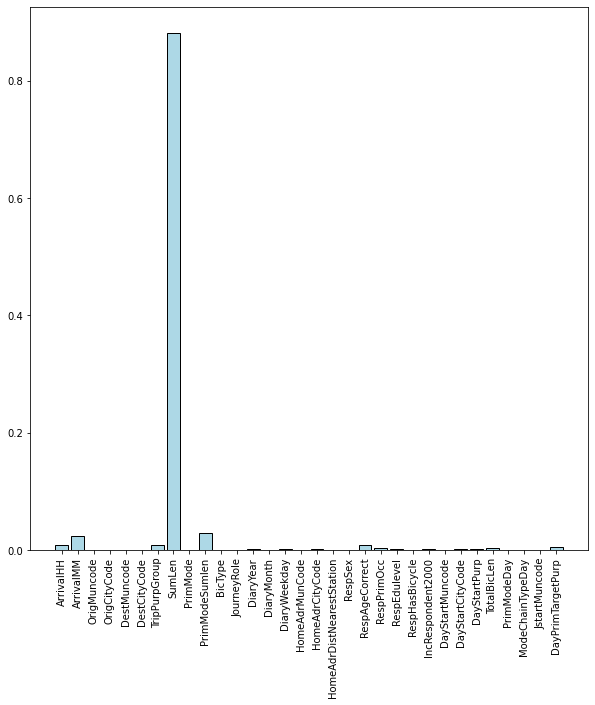 0.8
0.6
0.4
0.2
0.0
ArrivalHH
ArrivalMM
OrigMuncode
OrigCityCode
DestMuncode
DestCityCode
TripPurpGroup
SumLen
PrimMode
PrimModeSumlen
BicType
JourneyRole
DiaryYear
DiaryMonth
DiaryWeekday
HomeAdrMunCode
HomeAdrCityCode
HomeAdrDistNearestStation
RespSex
RespAgeCorrect
RespPrimOcc
RespEdulevel
RespHasBicycle
IncRespondent2000
DayStartMuncode
DayStartCityCode
DayStartPurp
TotalBicLen
PrimModeDay
ModeChainTypeDay
JstartMuncode
DayPrimTargetPurp